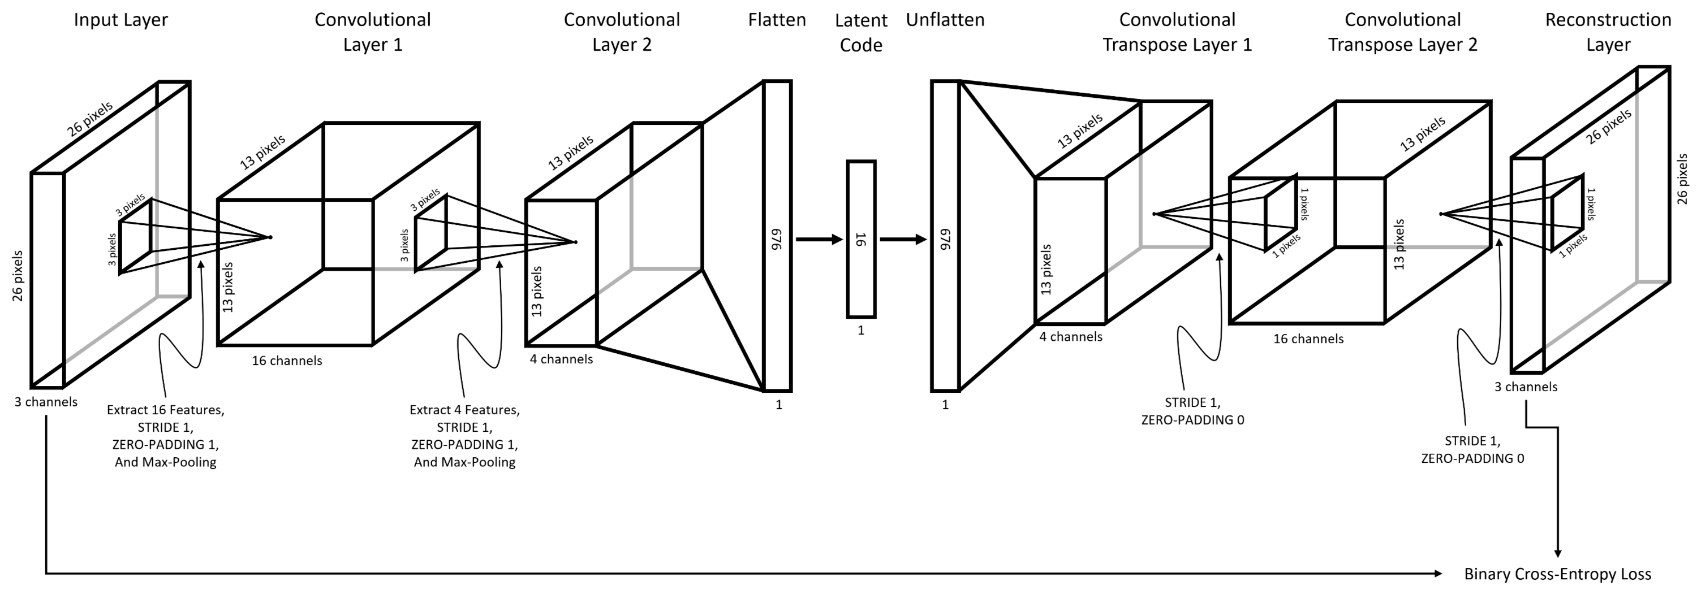 Input Layer
Convolutional
Layer 1
Convolutional
Layer 2
Flatten
Latent
Code
Unflatten
Convolutional
Transpose Layer 1
Convolutional
Transpose Layer 2
Reconstruction
Layer
26 pixels
26 pixels
3 pixels
3 pixels
3 channels
13 pixels
13 pixels
16 channels
3 pixels
3 pixels
13 pixels
13 pixels
4 channels
676
1
16
1
676
1
13 pixels
13 pixels
4 channels
1 pixels
1 pixels
13 pixels
13 pixels
16 channels
1 pixels
1 pixels
26 pixels
26 pixels
3 channels
Extract 16 Features,
STRIDE 1,
ZERO-PADDING 1,
And Max-Pooling
Extract 4 Features,
STRIDE 1,
ZERO-PADDING 1,
And Max-Pooling
STRIDE 1,
ZERO-PADDING 0
STRIDE 1,
ZERO-PADDING 0
Binary Cross-Entropy Loss